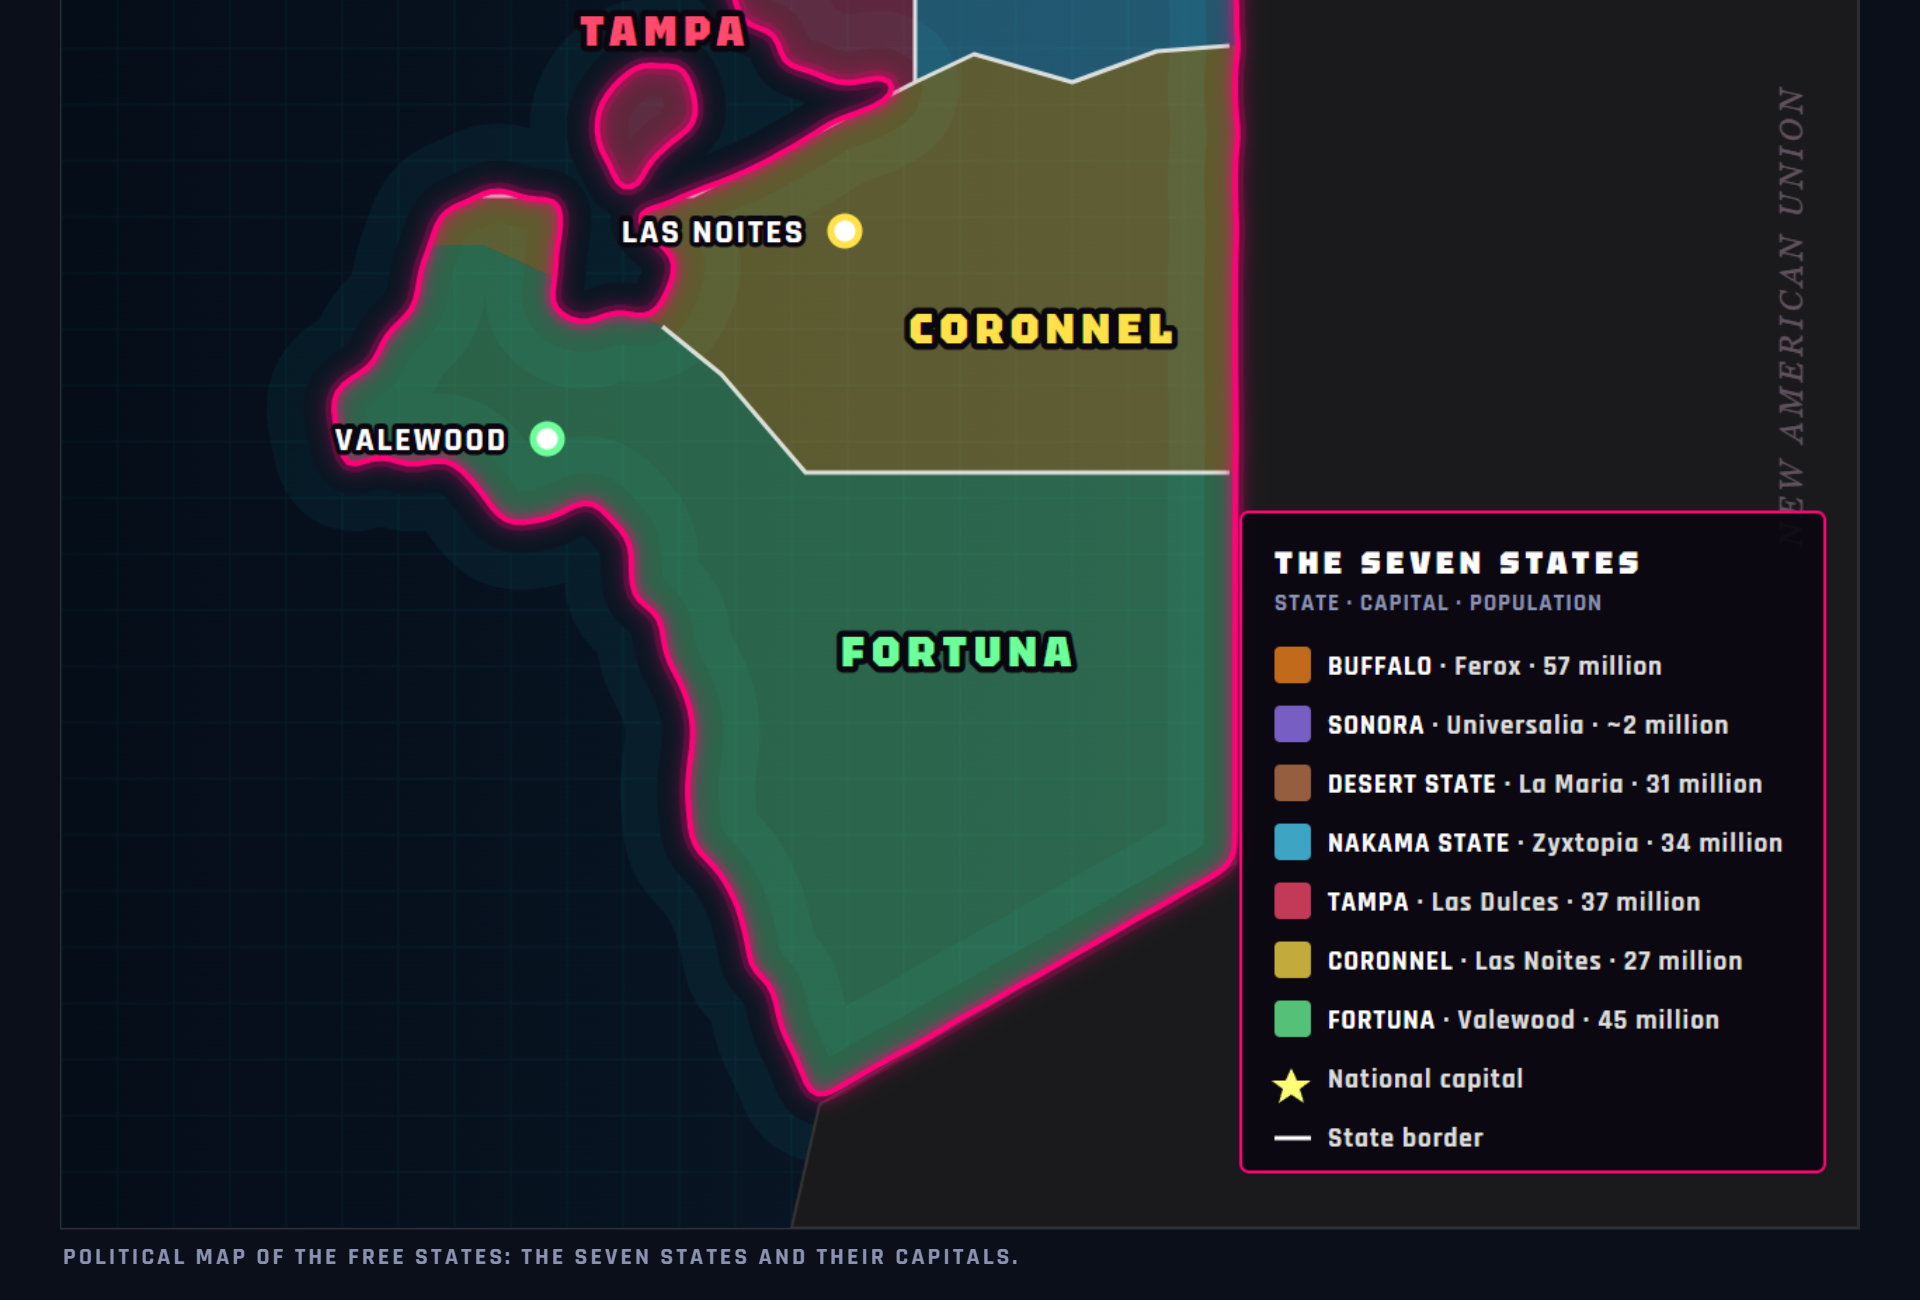 TAMPA
LAS NOITES
CORONNEL
VALEWOOD
FORTUNA
NEW AMERICAN UNION
THE SEVEN STATES
STATE · CAPITAL · POPULATION
BUFFALO · Ferox · 57 million
SONORA · Universalia · ~2 million
DESERT STATE · La Maria · 31 million
NAKAMA STATE · Zyxtopia · 34 million
TAMPA · Las Dulces · 37 million
CORONNEL · Las Noites · 27 million
FORTUNA · Valewood · 45 million
National capital
State border
POLITICAL MAP OF THE FREE STATES: THE SEVEN STATES AND THEIR CAPITALS.